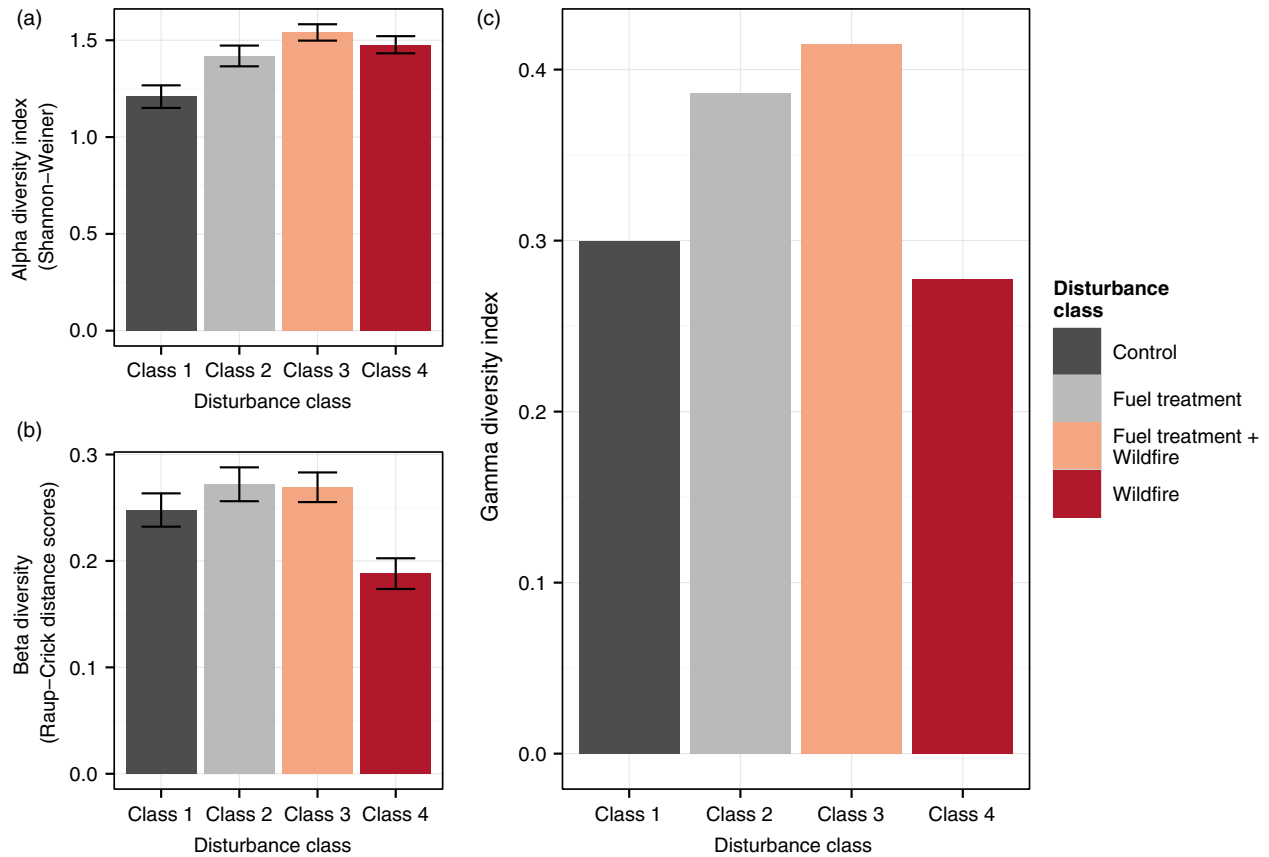 (a)
Alpha diversity index
(Shannon−Weiner)
1.5
1.0
0.5
0.0
Class 1 Class 2 Class 3 Class 4
Disturbance class
(b)
Beta diversity
(Raup−Crick distance scores)
0.3
0.2
0.1
0.0
Class 1 Class 2 Class 3 Class 4
Disturbance class
(c)
Gamma diversity index
0.4
0.3
0.2
0.1
0.0
Class 1 Class 2 Class 3 Class 4
Disturbance class
Disturbance
class
Control
Fuel treatment
Fuel treatment +
Wildfire
Wildfire